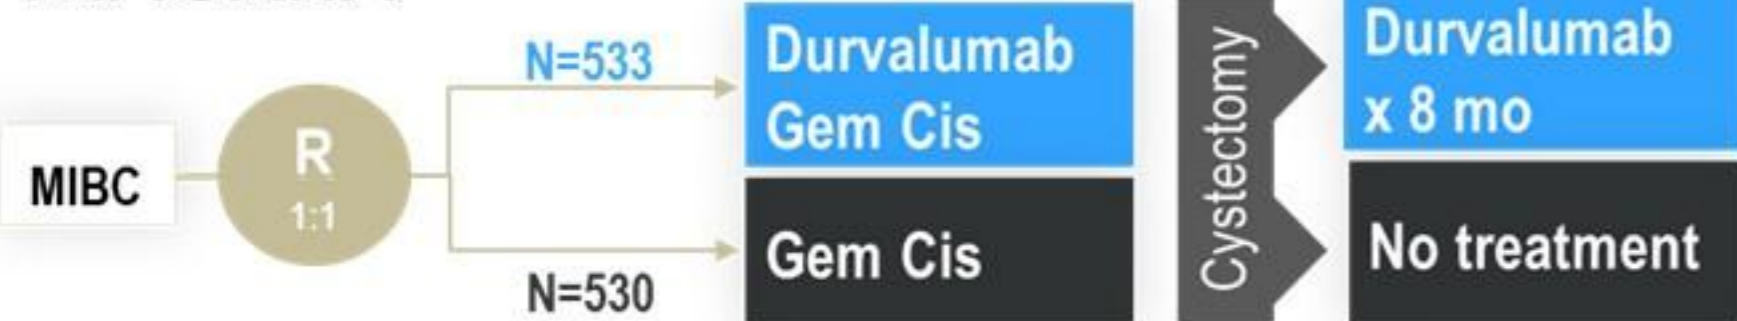 MIBC
R
1:1
N=533
N=530
Durvalumab
Gem Cis
Gem Cis
Cystectomy
Durvalumab
x 8 mo
No treatment